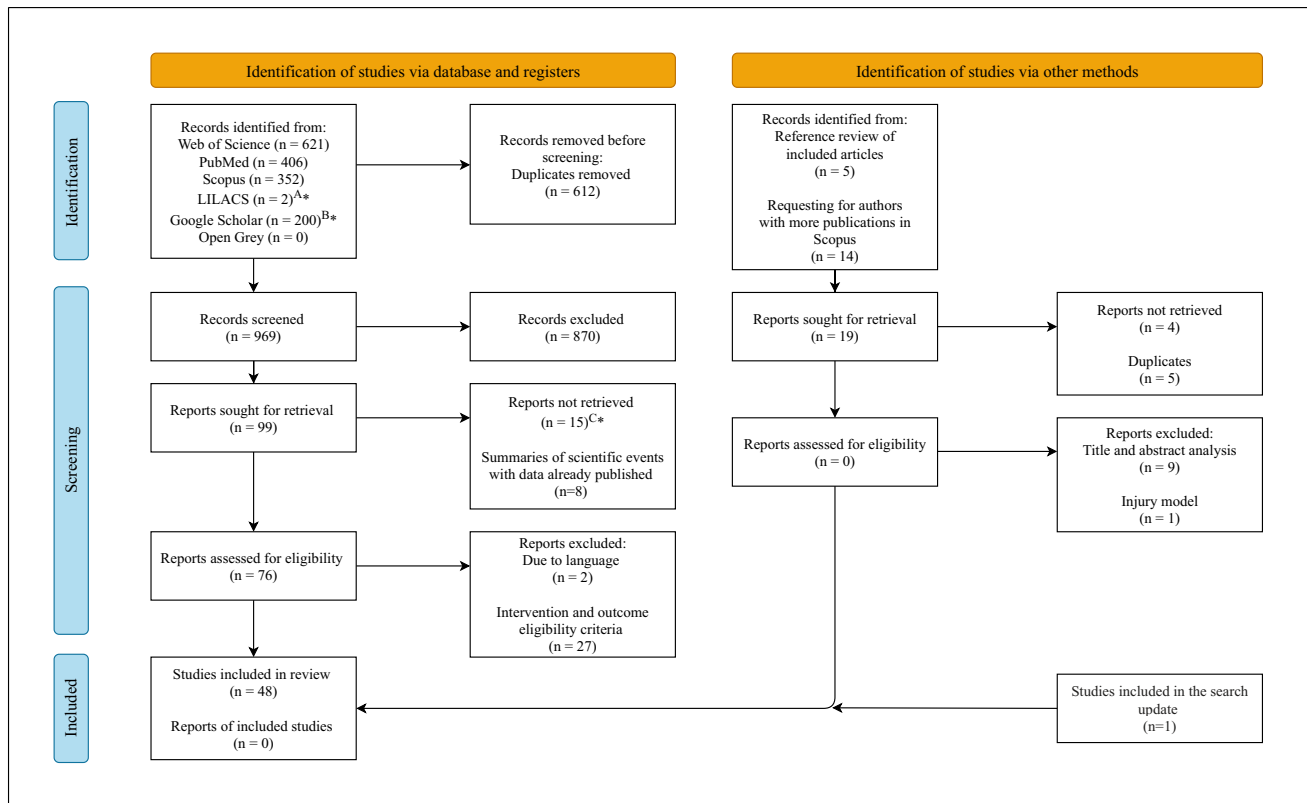 Identification of studies via database and registers
Identification of studies via other methods
Identification
Records identified from:
Web of Science (n = 621)
PubMed (n = 406)
Scopus (n = 352)
LILACS (n = 2)A*
Google Scholar (n = 200)B*
Open Grey (n = 0)
Records removed before
screening:
Duplicates removed
(n = 612)
Records identified from:
Reference review of
included articles
(n = 5)
Requesting for authors
with more publications in
Scopus
(n = 14)
Screening
Records screened
(n = 969)
Records excluded
(n = 870)
Reports sought for retrieval
(n = 19)
Reports not retrieved
(n = 4)
Duplicates
(n = 5)
Reports sought for retrieval
(n = 99)
Reports not retrieved
(n = 15)C*
Summaries of scientific events
with data already published
(n=8)
Reports assessed for eligibility
(n = 0)
Reports excluded:
Title and abstract analysis
(n = 9)
Injury model
(n = 1)
Reports assessed for eligibility
(n = 76)
Reports excluded:
Due to language
(n = 2)
Intervention and outcome
eligibility criteria
(n = 27)
Included
Studies included in review
(n = 48)
Reports of included studies
(n = 0)
Studies included in the search
update
(n=1)